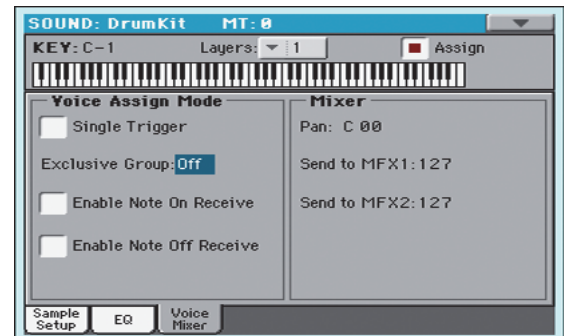 SOUND: DrumKit MT: 0
KEY: C-1 Layers: 1 Assign
Voice Assign Mode
Single Trigger
Exclusive Group: Off
Enable Note On Receive
Enable Note Off Receive
Mixer
Pan: C 00
Send to MFX1: 127
Send to MFX2: 127
Sample Setup
EQ
Voice Mixer